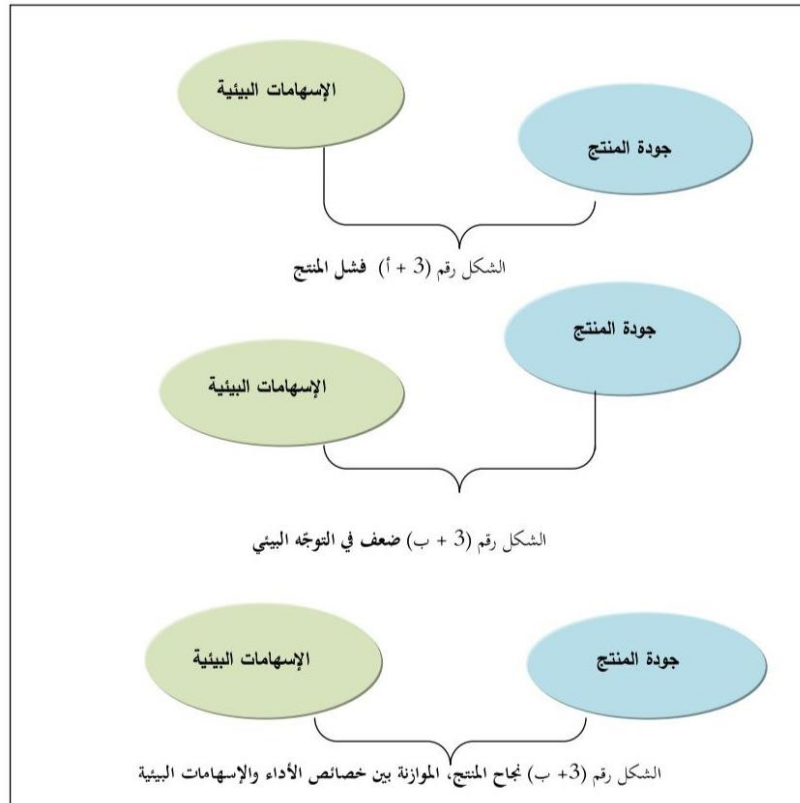 الإسهامات البيئية
جودة المنتج
الشكل رقم (3 + أ) فشل المنتج
جودة المنتج
الإسهامات البيئية
الشكل رقم (3 + ب) ضعف في التوجّه البيئي
جودة المنتج
الإسهامات البيئية
الشكل رقم (3+ ب) نجاح المنتج، الموازنة بين خصائص الأداء والإسهامات البيئية